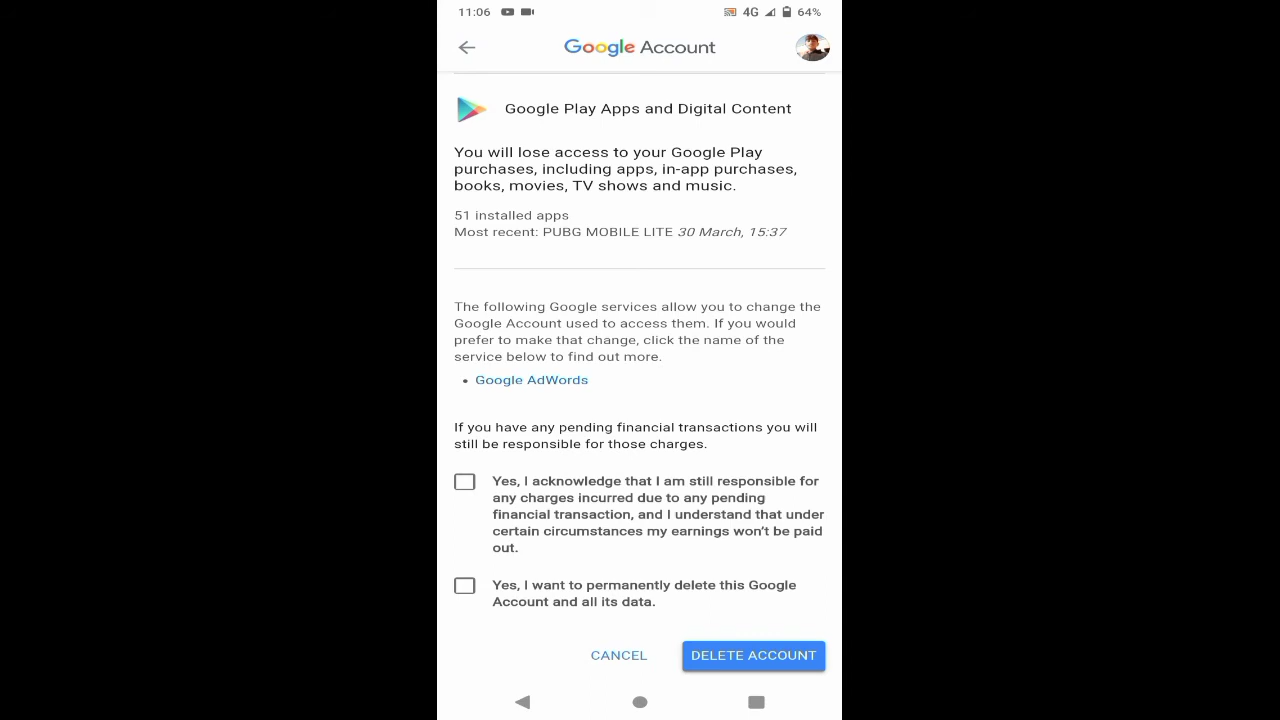 11:06 4G 64%
Google Account
Google Play Apps and Digital Content
You will lose access to your Google Play
purchases, including apps, in-app purchases,
books, movies, TV shows and music.
51 installed apps
Most recent: PUBG MOBILE LITE 30 March, 15:37
The following Google services allow you to change the
Google Account used to access them. If you would
prefer to make that change, click the name of the
service below to find out more.
• Google AdWords
If you have any pending financial transactions you will
still be responsible for those charges.
Yes, I acknowledge that I am still responsible for
any charges incurred due to any pending
financial transaction, and I understand that under
certain circumstances my earnings won’t be paid
out.
Yes, I want to permanently delete this Google
Account and all its data.
CANCEL DELETE ACCOUNT